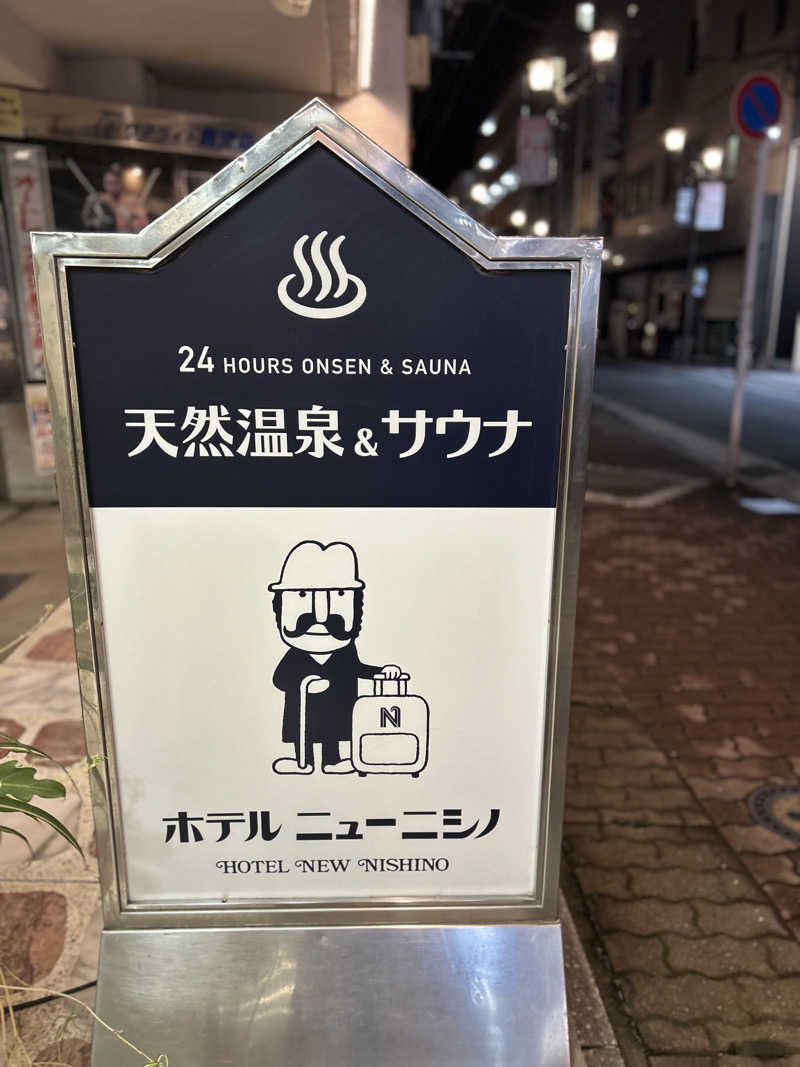 24 HOURS ONSEN & SAUNA
天然温泉&サウナ
N
ホテル ニューニシノ
HOTEL NEW NISHINO